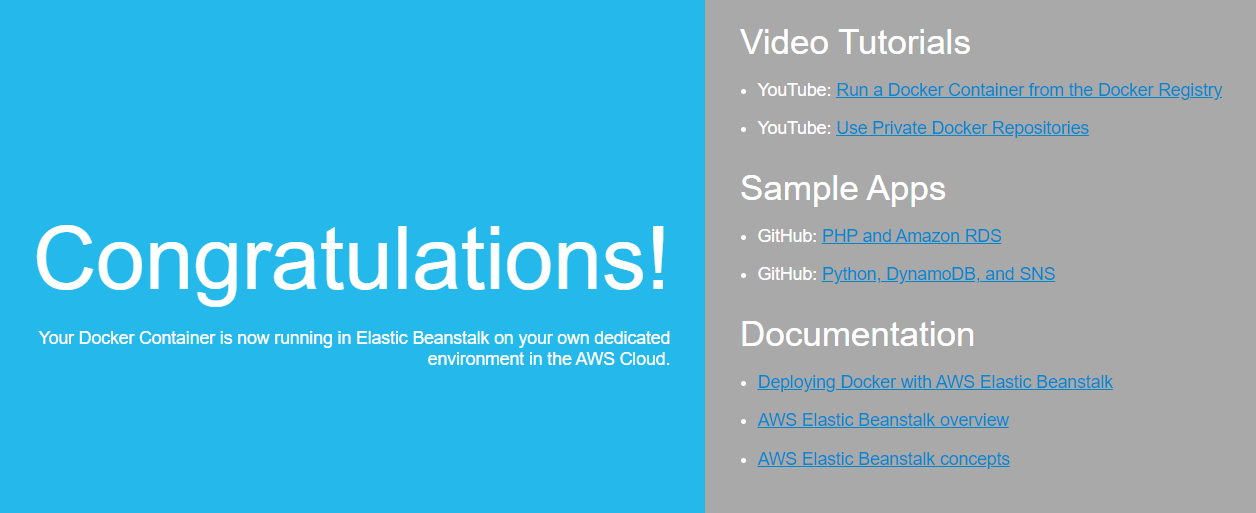 Congratulations!
Your Docker Container is now running in Elastic Beanstalk on your own dedicated
environment in the AWS Cloud.
Video Tutorials
• YouTube: Run a Docker Container from the Docker Registry
• YouTube: Use Private Docker Repositories
Sample Apps
• GitHub: PHP and Amazon RDS
• GitHub: Python, DynamoDB, and SNS
Documentation
• Deploying Docker with AWS Elastic Beanstalk
• AWS Elastic Beanstalk overview
• AWS Elastic Beanstalk concepts